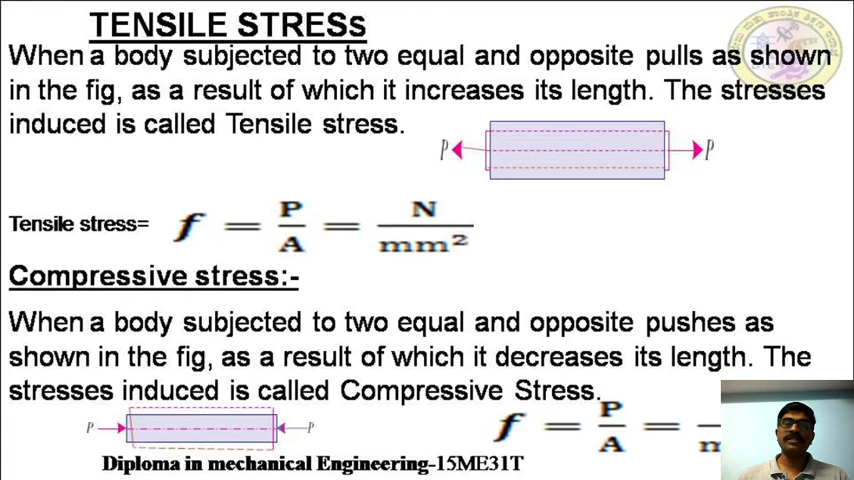 TENSILE STRESs
When a body subjected to two equal and opposite pulls as shown
in the fig, as a result of which it increases its length. The stresses
induced is called Tensile stress.
P P
Tensile stress= f = P/A = N/mm²
Compressive stress:-
When a body subjected to two equal and opposite pushes as
shown in the fig, as a result of which it decreases its length. The
stresses induced is called Compressive Stress.
P P
f = P/A = m
Diploma in mechanical Engineering-15ME31T